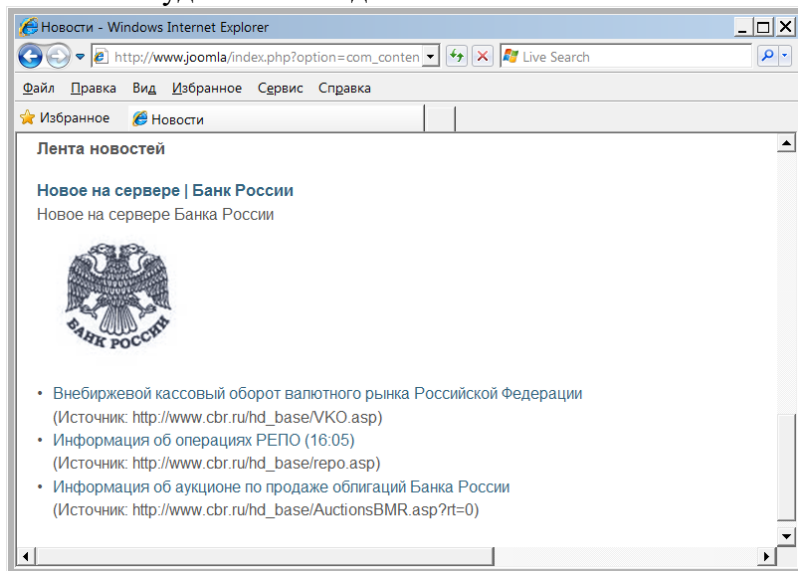 Новости - Windows Internet Explorer
http://www.joomla/index.php?option=com_conten
Live Search
Файл Правка Вид Избранное Сервис Справка
Избранное Новости
Лента новостей
Новое на сервере | Банк России
Новое на сервере Банка России
БАНК РОССИИ
• Внебиржевой кассовый оборот валютного рынка Российской Федерации
(Источник: http://www.cbr.ru/hd_base/VKO.asp)
• Информация об операциях РЕПО (16:05)
(Источник: http://www.cbr.ru/hd_base/repo.asp)
• Информация об аукционе по продаже облигаций Банка России
(Источник: http://www.cbr.ru/hd_base/AuctionsBMR.asp?rt=0)